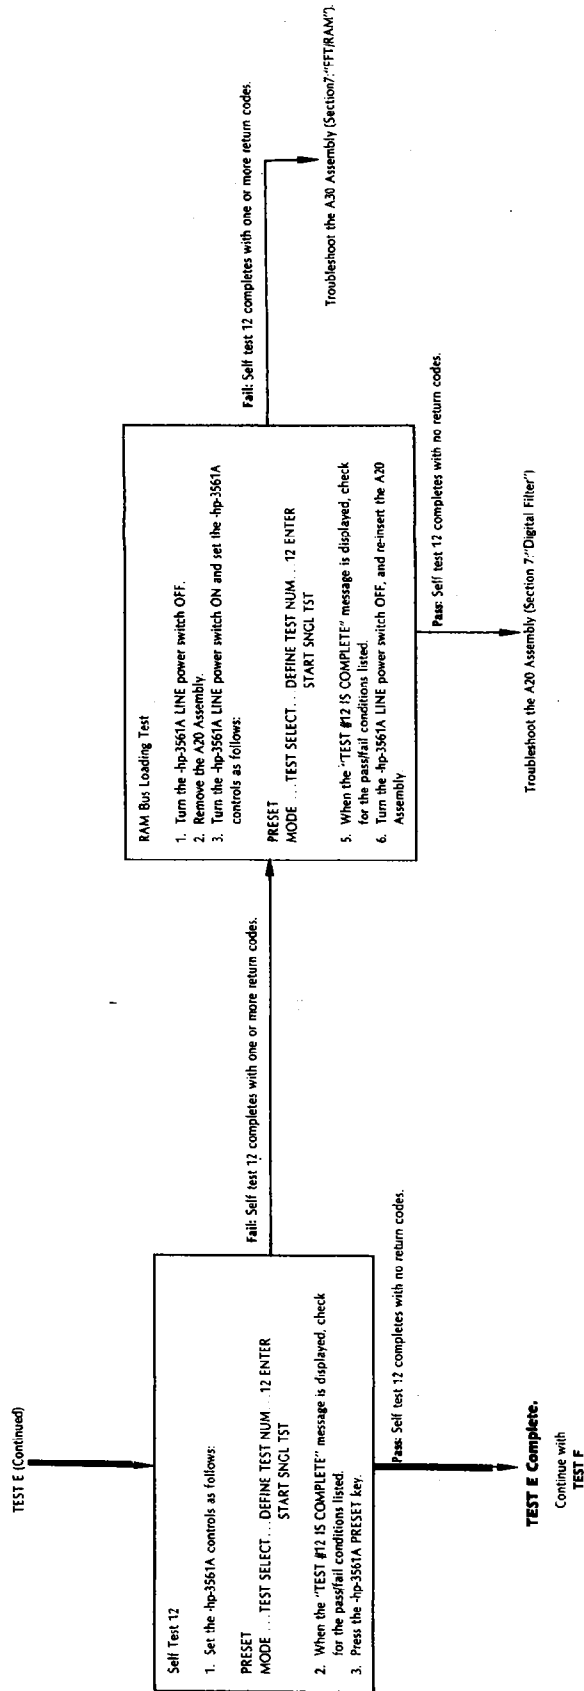 TEST E (Continued)
Self Test 12
1. Set the -hp-3561A controls as follows:
PRESET
MODE ...TEST SELECT... DEFINE TEST NUM ... 12 ENTER
START SNGL TST
2. When the "TEST #12 IS COMPLETE" message is displayed, check
for the pass/fail conditions listed.
3. Press the -hp-3561A PRESET key.
Fail: Self test 12 completes with one or more return codes.
Pass: Self test 12 completes with no return codes.
TEST E Complete.
Continue with
TEST F
RAM Bus Loading Test
1. Turn the -hp-3561A LINE power switch OFF.
2. Remove the A20 Assembly.
3. Turn the -hp-3561A LINE power switch ON and set the -hp-3561A
controls as follows:
PRESET
MODE ...TEST SELECT... DEFINE TEST NUM ... 12 ENTER
START SNGL TST
5. When the "TEST #12 IS COMPLETE" message is displayed, check
for the pass/fail conditions listed.
6. Turn the -hp-3561A LINE power switch OFF, and re-insert the A20
Assembly
Fail: Self test 12 completes with one or more return codes.
Troubleshoot the A30 Assembly (Section7:"FFT/RAM").
Pass: Self test 12 completes with no return codes.
Troubleshoot the A20 Assembly (Section 7:"Digital Filter")